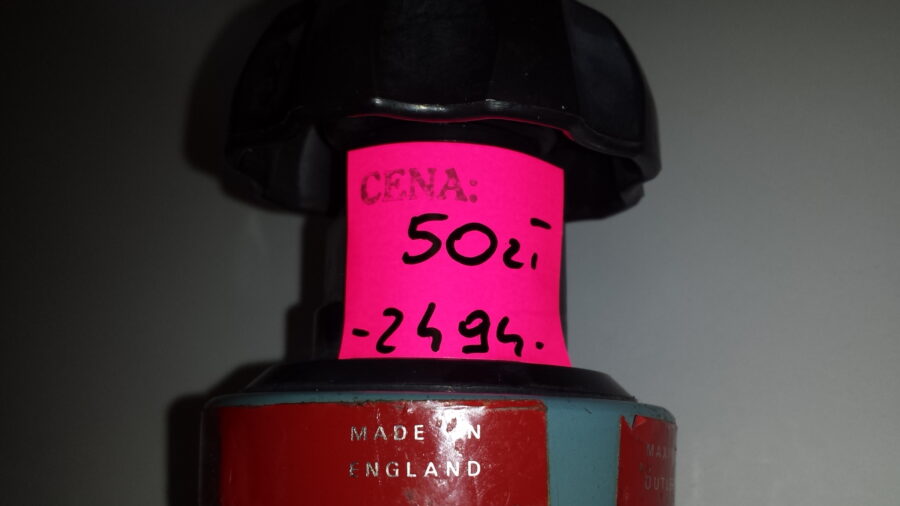 CENA:
50zł
-2494.
MADE IN
ENGLAND